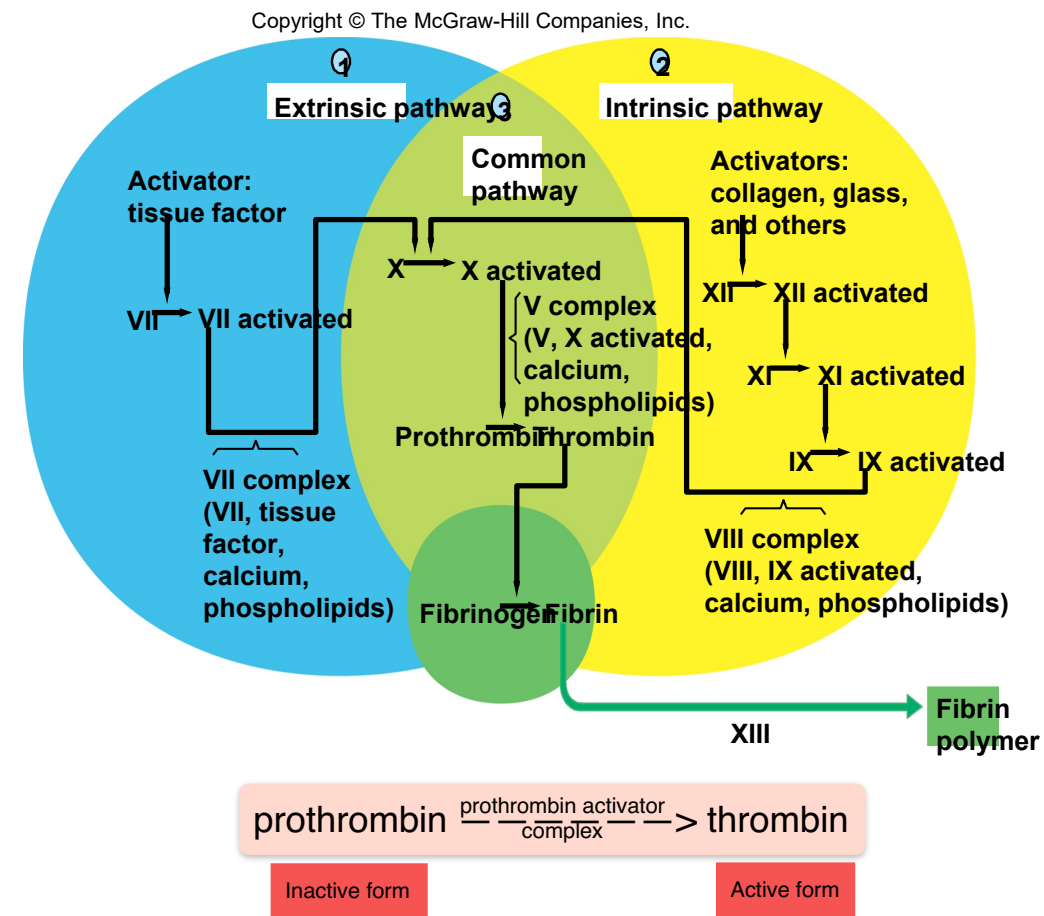 Copyright © The McGraw-Hill Companies, Inc.
1
2
Extrinsic pathway
3
Intrinsic pathway
Common
pathway
Activator:
tissue factor
Activators:
collagen, glass,
and others
X
X activated
XII
XII activated
VII
VII activated
V complex
(V, X activated,
calcium,
phospholipids)
XI
XI activated
Prothrombin
Thrombin
IX
IX activated
VII complex
(VII, tissue
factor,
calcium,
phospholipids)
VIII complex
(VIII, IX activated,
calcium, phospholipids)
Fibrinogen
Fibrin
XIII
Fibrin
polymer
prothrombin activator
prothrombin — — — — — —> thrombin
complex
Inactive form
Active form